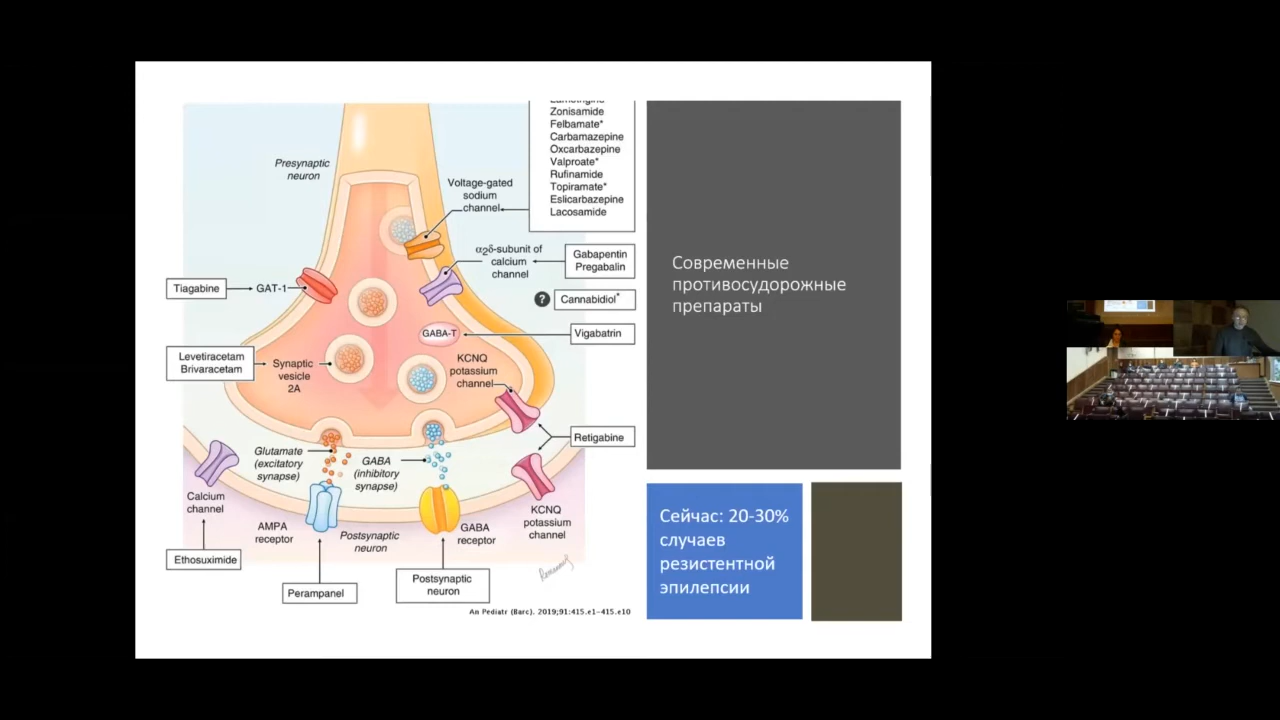 Lamotrigina
Zonisamide
Felbamate*
Carbamazepine
Oxcarbazepine
Valproate*
Rufinamide
Topiramate*
Eslicarbazepine
Lacosamide
Presynaptic
neuron
Voltage-gated
sodium
channel
α2δ-subunit of
calcium
channel
Gabapentin
Pregabalin
Tiagabine
GAT-1
? Cannabidiol*
GABA-T
Vigabatrin
Levetiracetam
Brivaracetam
Synaptic
vesicle
2A
KCNQ
potassium
channel
Retigabine
Glutamate
(excitatory
synapse)
GABA
(inhibitory
synapse)
Calcium
channel
AMPA
receptor
Postsynaptic
neuron
GABA
receptor
KCNQ
potassium
channel
Ethosuximide
Perampanel
Postsynaptic
neuron
An Pediatr (Barc). 2019;91:415.e1-415.e10
Современные
противосудорожные
препараты
Сейчас: 20-30%
случаев
резистентной
эпилепсии